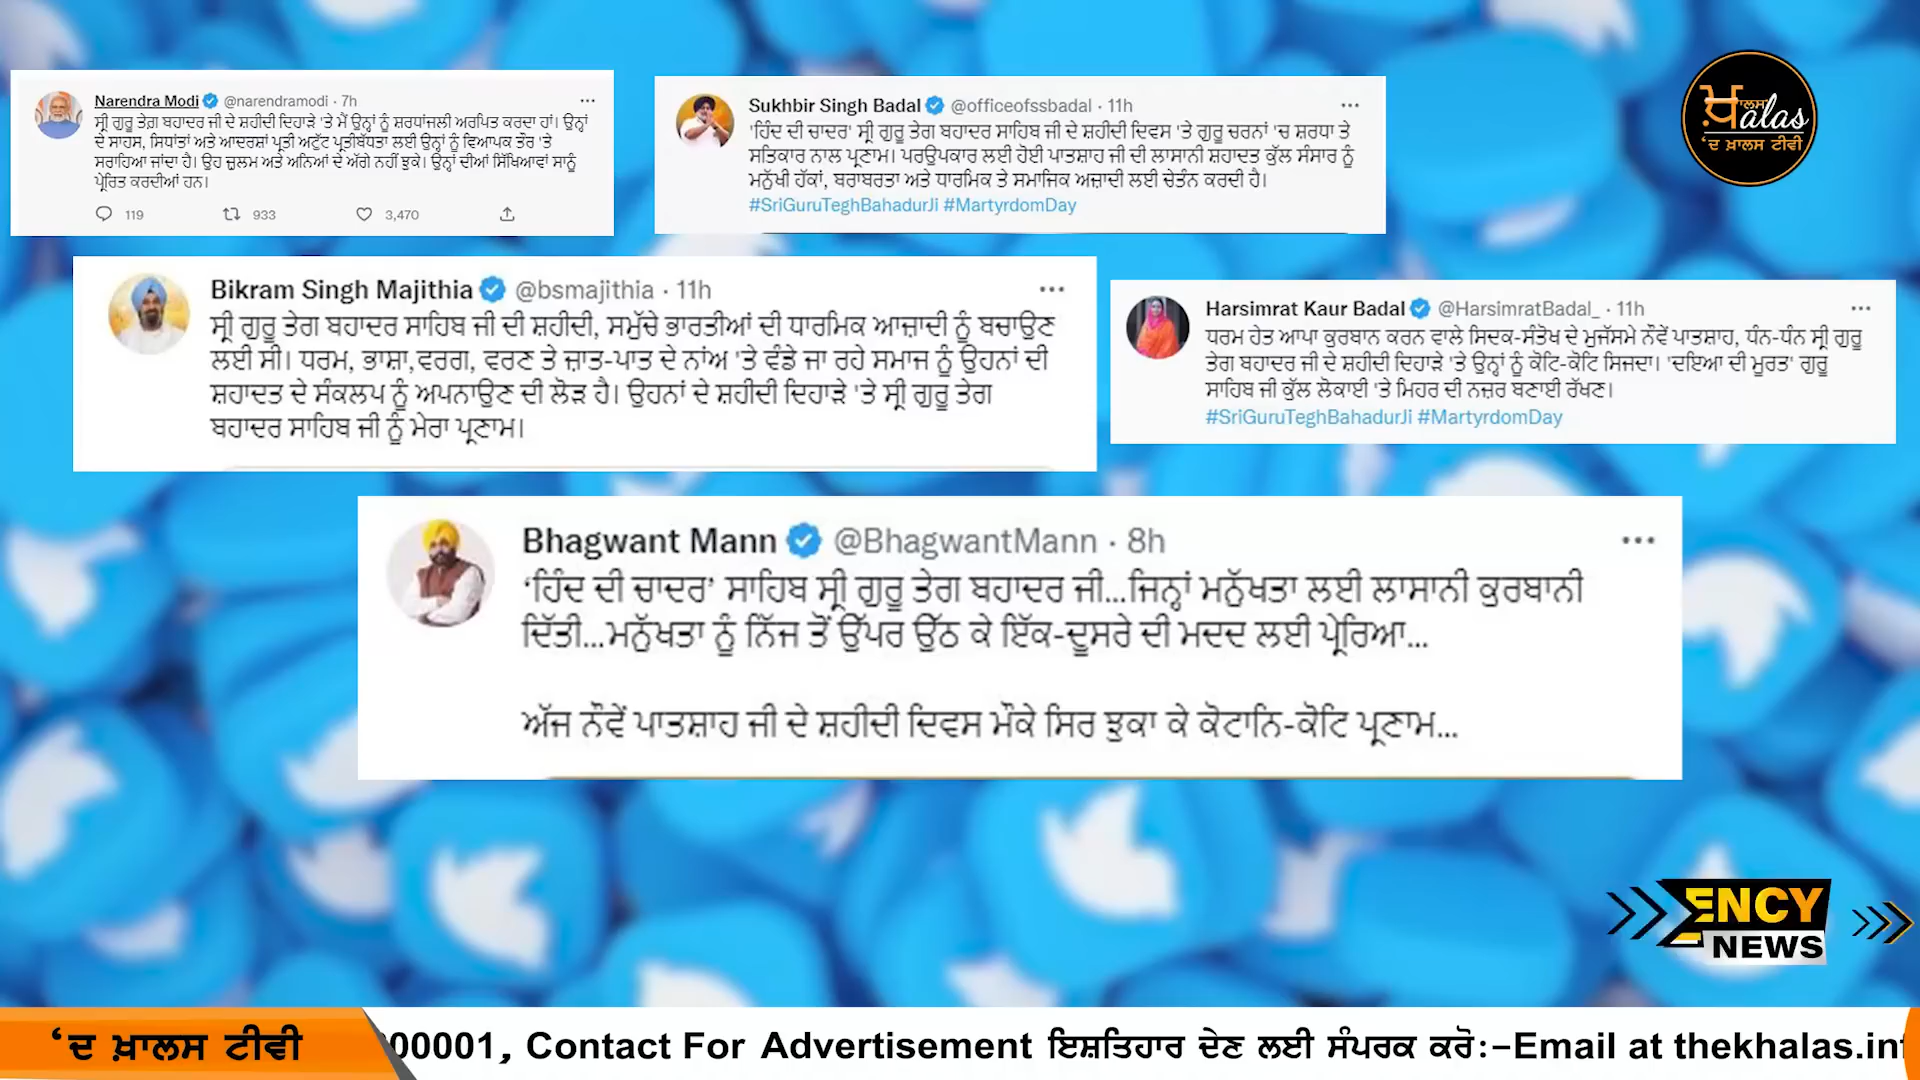 Narendra Modi @narendramodi · 7h
ਸ੍ਰੀ ਗੁਰੂ ਤੇਗ਼ ਬਹਾਦਰ ਜੀ ਦੇ ਸ਼ਹੀਦੀ ਦਿਹਾੜੇ 'ਤੇ ਮੈਂ ਉਨ੍ਹਾਂ ਨੂੰ ਸ਼ਰਧਾਂਜਲੀ ਅਰਪਿਤ ਕਰਦਾ ਹਾਂ। ਉਨ੍ਹਾਂ
ਦੇ ਸਾਹਸ, ਸਿਧਾਂਤਾਂ ਅਤੇ ਆਦਰਸ਼ਾਂ ਪ੍ਰਤੀ ਅਟੁੱਟ ਪ੍ਰਤੀਬੱਧਤਾ ਲਈ ਉਨ੍ਹਾਂ ਨੂੰ ਵਿਆਪਕ ਤੌਰ 'ਤੇ
ਸਰਾਹਿਆ ਜਾਂਦਾ ਹੈ। ਉਹ ਜ਼ੁਲਮ ਅਤੇ ਅਨਿਆਂ ਦੇ ਅੱਗੇ ਨਹੀਂ ਝੁਕੇ। ਉਨ੍ਹਾਂ ਦੀਆਂ ਸਿੱਖਿਆਵਾਂ ਸਾਨੂੰ
ਪ੍ਰੇਰਿਤ ਕਰਦੀਆਂ ਹਨ।
119 933 3,470
Sukhbir Singh Badal @officeofssbadal · 11h
'ਹਿੰਦ ਦੀ ਚਾਦਰ' ਸ੍ਰੀ ਗੁਰੂ ਤੇਗ ਬਹਾਦਰ ਸਾਹਿਬ ਜੀ ਦੇ ਸ਼ਹੀਦੀ ਦਿਵਸ 'ਤੇ ਗੁਰੂ ਚਰਨਾਂ 'ਚ ਸ਼ਰਧਾ ਤੇ
ਸਤਿਕਾਰ ਨਾਲ ਪ੍ਰਣਾਮ। ਪਰਉਪਕਾਰ ਲਈ ਹੋਈ ਪਾਤਸ਼ਾਹ ਜੀ ਦੀ ਲਾਸਾਨੀ ਸ਼ਹਾਦਤ ਕੁੱਲ ਸੰਸਾਰ ਨੂੰ
ਮਨੁੱਖੀ ਹੱਕਾਂ, ਬਰਾਬਰਤਾ ਅਤੇ ਧਾਰਮਿਕ ਤੇ ਸਮਾਜਿਕ ਅਜ਼ਾਦੀ ਲਈ ਚੇਤੰਨ ਕਰਦੀ ਹੈ।
#SriGuruTeghBahadurJi #MartyrdomDay
ਖ਼ਾਲਸ
Khalas
'ਦ ਖ਼ਾਲਸ ਟੀਵੀ
Bikram Singh Majithia @bsmajithia · 11h
ਸ੍ਰੀ ਗੁਰੂ ਤੇਗ ਬਹਾਦਰ ਸਾਹਿਬ ਜੀ ਦੀ ਸ਼ਹੀਦੀ, ਸਮੁੱਚੇ ਭਾਰਤੀਆਂ ਦੀ ਧਾਰਮਿਕ ਆਜ਼ਾਦੀ ਨੂੰ ਬਚਾਉਣ
ਲਈ ਸੀ। ਧਰਮ, ਭਾਸ਼ਾ,ਵਰਗ, ਵਰਣ ਤੇ ਜ਼ਾਤ-ਪਾਤ ਦੇ ਨਾਂਅ 'ਤੇ ਵੰਡੇ ਜਾ ਰਹੇ ਸਮਾਜ ਨੂੰ ਉਹਨਾਂ ਦੀ
ਸ਼ਹਾਦਤ ਦੇ ਸੰਕਲਪ ਨੂੰ ਅਪਨਾਉਣ ਦੀ ਲੋੜ ਹੈ। ਉਹਨਾਂ ਦੇ ਸ਼ਹੀਦੀ ਦਿਹਾੜੇ 'ਤੇ ਸ੍ਰੀ ਗੁਰੂ ਤੇਗ
ਬਹਾਦਰ ਸਾਹਿਬ ਜੀ ਨੂੰ ਮੇਰਾ ਪ੍ਰਣਾਮ।
Harsimrat Kaur Badal @HarsimratBadal_ · 11h
ਧਰਮ ਹੇਤ ਆਪਾ ਕੁਰਬਾਨ ਕਰਨ ਵਾਲੇ ਸਿਦਕ-ਸੰਤੋਖ ਦੇ ਮੁਜੱਸਮੇ ਨੌਵੇਂ ਪਾਤਸ਼ਾਹ, ਧੰਨ-ਧੰਨ ਸ੍ਰੀ ਗੁਰੂ
ਤੇਗ ਬਹਾਦਰ ਜੀ ਦੇ ਸ਼ਹੀਦੀ ਦਿਹਾੜੇ 'ਤੇ ਉਨ੍ਹਾਂ ਨੂੰ ਕੋਟਿ-ਕੋਟਿ ਸਿਜਦਾ। 'ਦਇਆ ਦੀ ਮੂਰਤ' ਗੁਰੂ
ਸਾਹਿਬ ਜੀ ਕੁੱਲ ਲੋਕਾਈ 'ਤੇ ਮਿਹਰ ਦੀ ਨਜ਼ਰ ਬਣਾਈ ਰੱਖਣ।
#SriGuruTeghBahadurJi #MartyrdomDay
Bhagwant Mann @BhagwantMann · 8h
‘ਹਿੰਦ ਦੀ ਚਾਦਰ’ ਸਾਹਿਬ ਸ੍ਰੀ ਗੁਰੂ ਤੇਗ ਬਹਾਦਰ ਜੀ...ਜਿਨ੍ਹਾਂ ਮਨੁੱਖਤਾ ਲਈ ਲਾਸਾਨੀ ਕੁਰਬਾਨੀ
ਦਿੱਤੀ...ਮਨੁੱਖਤਾ ਨੂੰ ਨਿੱਜ ਤੋਂ ਉੱਪਰ ਉੱਠ ਕੇ ਇੱਕ-ਦੂਸਰੇ ਦੀ ਮਦਦ ਲਈ ਪ੍ਰੇਰਿਆ...
ਅੱਜ ਨੌਵੇਂ ਪਾਤਸ਼ਾਹ ਜੀ ਦੇ ਸ਼ਹੀਦੀ ਦਿਵਸ ਮੌਕੇ ਸਿਰ ਝੁਕਾ ਕੇ ਕੋਟਾਨਿ-ਕੋਟਿ ਪ੍ਰਣਾਮ...
ENCY
NEWS
‘ਦ ਖ਼ਾਲਸ ਟੀਵੀ
00001, Contact For Advertisement ਇਸ਼ਤਿਹਾਰ ਦੇਣ ਲਈ ਸੰਪਰਕ ਕਰੋ:-Email at thekhalas.in